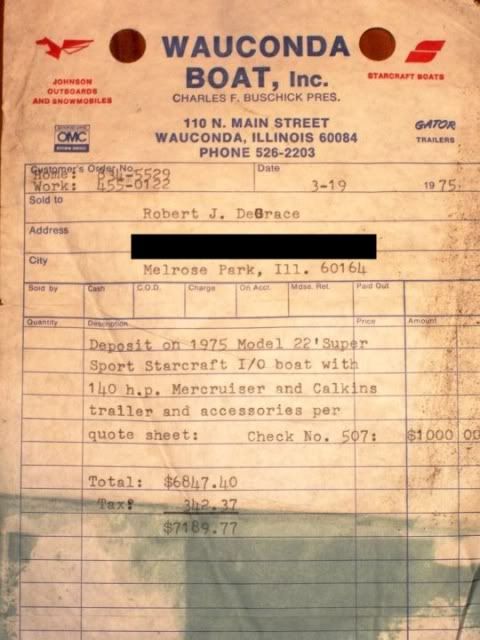 WAUCONDA
BOAT, Inc.
CHARLES F. BUSCHICK PRES.
JOHNSON
OUTBOARDS
AND SNOWMOBILES
STARCRAFT BOATS
110 N. MAIN STREET
WAUCONDA, ILLINOIS 60084
PHONE 526-2203
OMC
GATOR
TRAILERS
Customer's Order No. Date
Home: 834-5529
Work: 455-0122 3-19 1975.
Sold to
Robert J. DeGrace
Address
City
Melrose Park, Ill. 60164
Sold by Cash C.O.D. Charge On Acct. Mdse. Ret. Paid Out
Quantity Description Price Amount
Deposit on 1975 Model 22'Super
Sport Starcraft I/O boat with
140 h.p. Mercruiser and Calkins
trailer and accessories per
quote sheet: Check No. 507: $1000 00
Total: $6847.40
Tax: 342.37
$7189.77